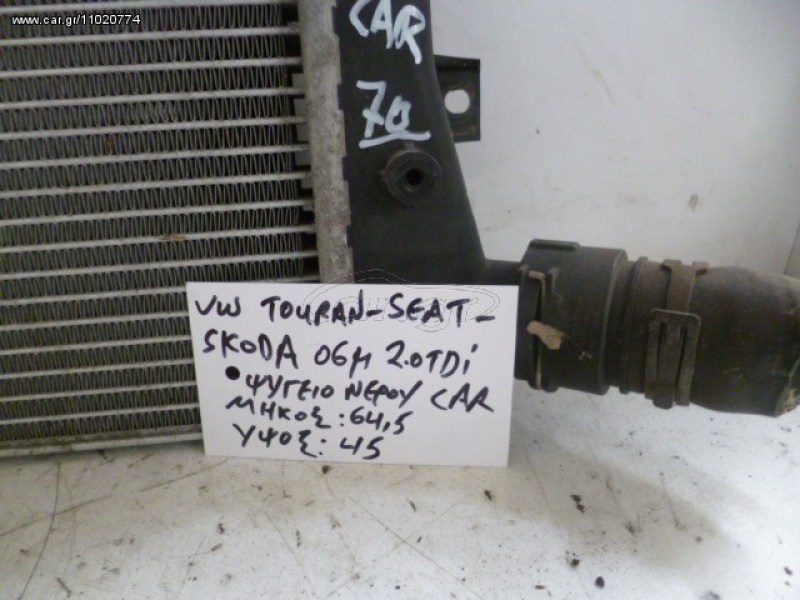 www.car.gr/11020774
CAR
70
VW TOURAN-SEAT-
SKODA 06M 2.0TDi
• ΨΥΓΕΙΟ ΝΕΡΟΥ CAR
ΜΗΚΟΣ: 64,5
ΥΨΟΣ: 45